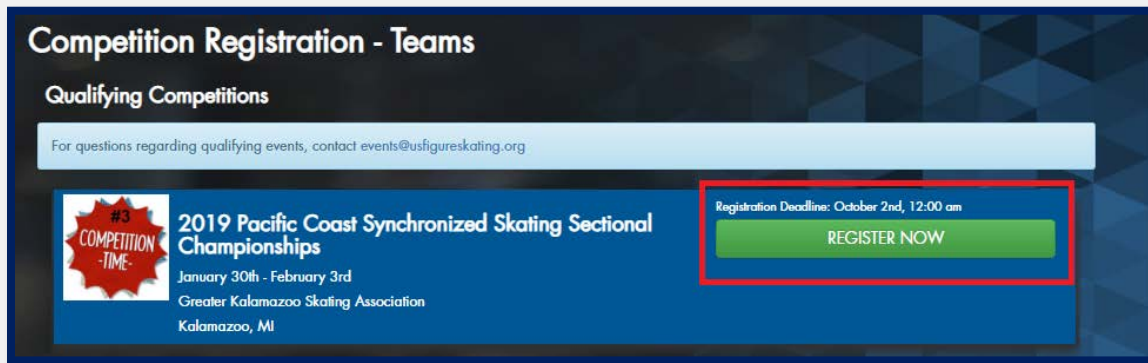 Competition Registration - Teams
Qualifying Competitions
For questions regarding qualifying events, contact events@usfigureskating.org
#3
COMPETITION
-TIME-
2019 Pacific Coast Synchronized Skating Sectional
Championships
January 30th - February 3rd
Greater Kalamazoo Skating Association
Kalamazoo, MI
Registration Deadline: October 2nd, 12:00 am
REGISTER NOW